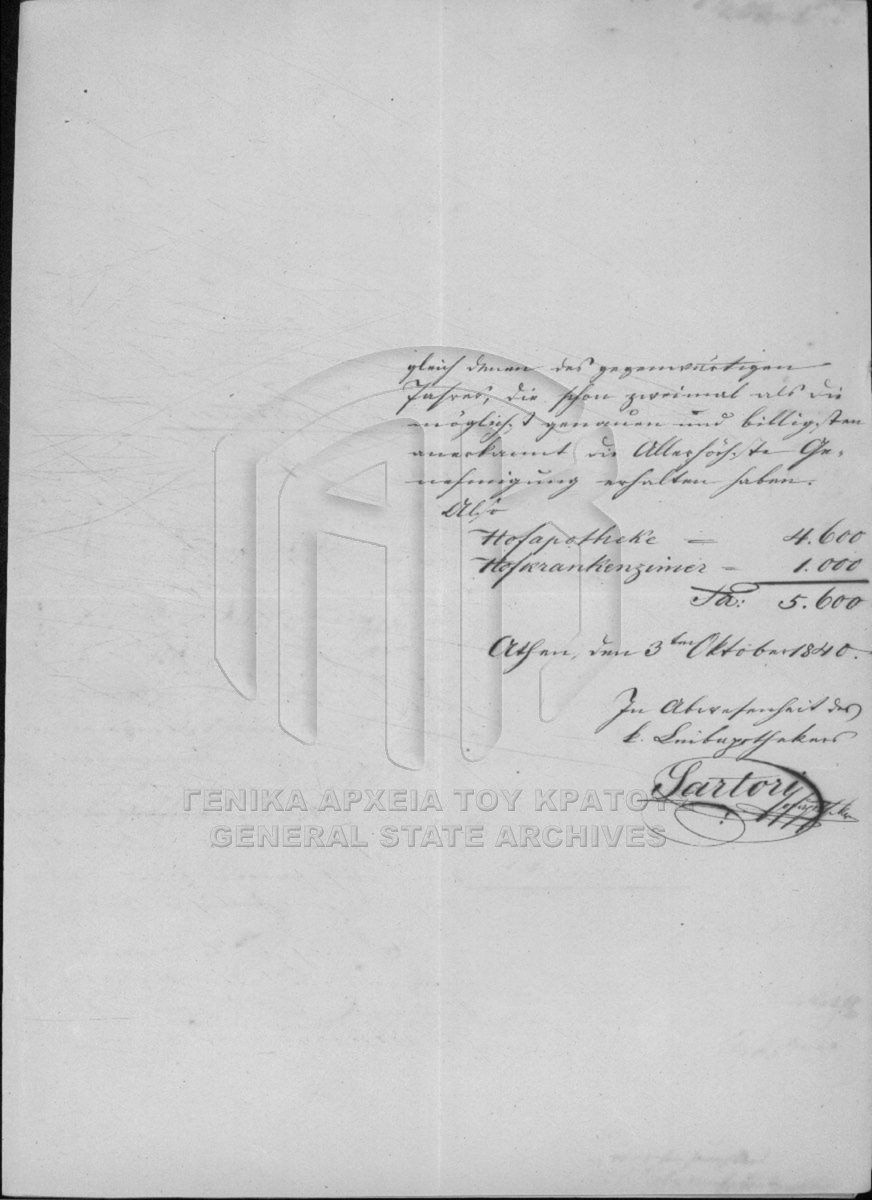 gleich denen des gegenwärtigen
Jahres, die schon zweimal als die
möglichst genauen und billigsten
anerkannt die Allerhöchste Ge-
nehmigung erhalten haben.
Also
Hofapotheke = 4.600
Hofkrankenzimer = 1.000
Sa: 5.600
Athen, den 3ten Oktober 1840.
In Abwesenheit des
k. Leibapothekers
Sartori
ΓΕΝΙΚΑ ΑΡΧΕΙΑ ΤΟΥ ΚΡΑΤΟΥΣ
GENERAL STATE ARCHIVES